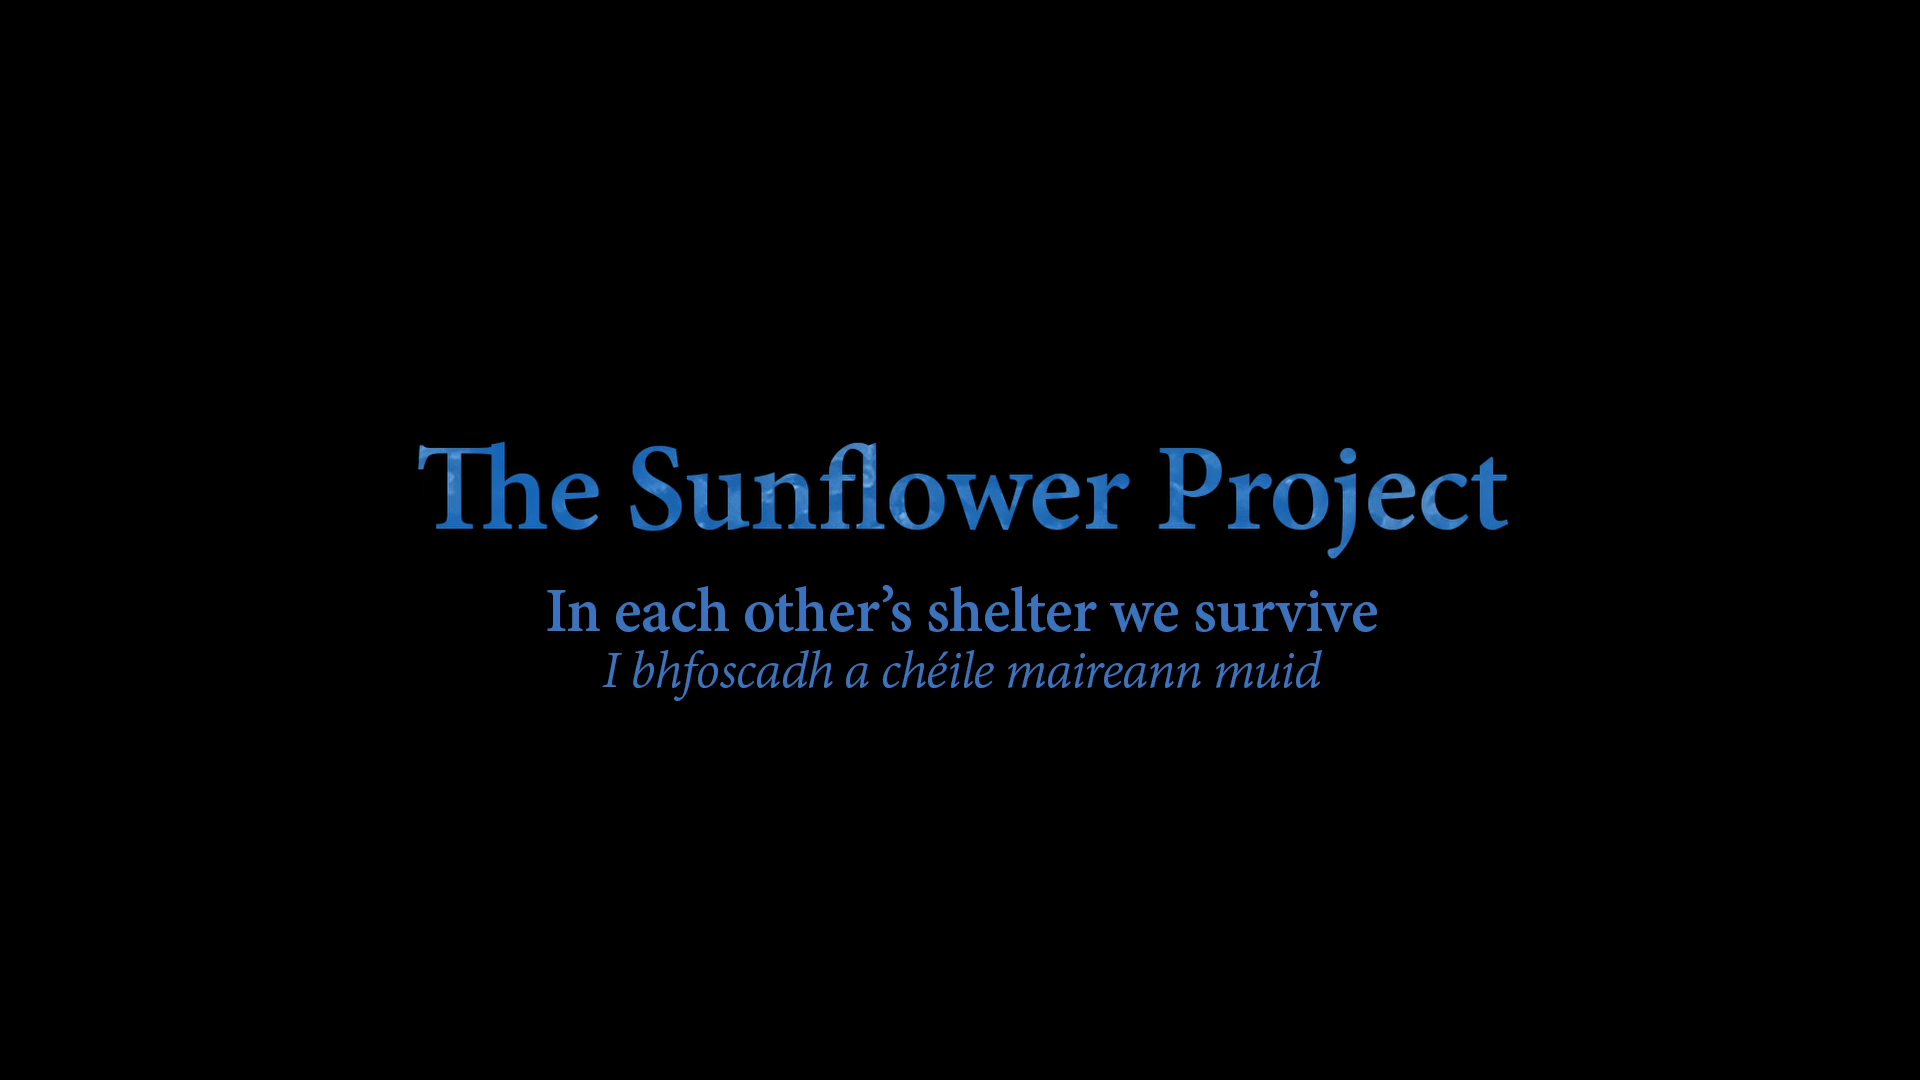 The Sunflower Project
In each other’s shelter we survive
I bhfoscadh a chéile maireann muid